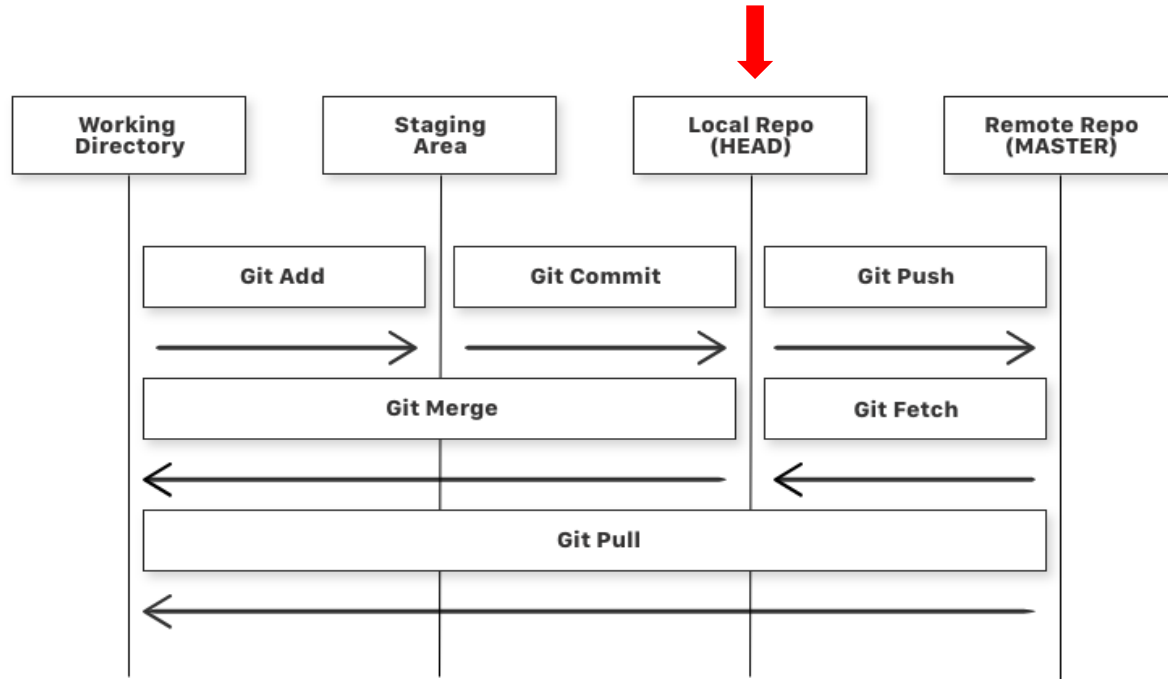 Working
Directory
Staging
Area
Local Repo
(HEAD)
Remote Repo
(MASTER)
Git Add
Git Commit
Git Push
Git Merge
Git Fetch
Git Pull